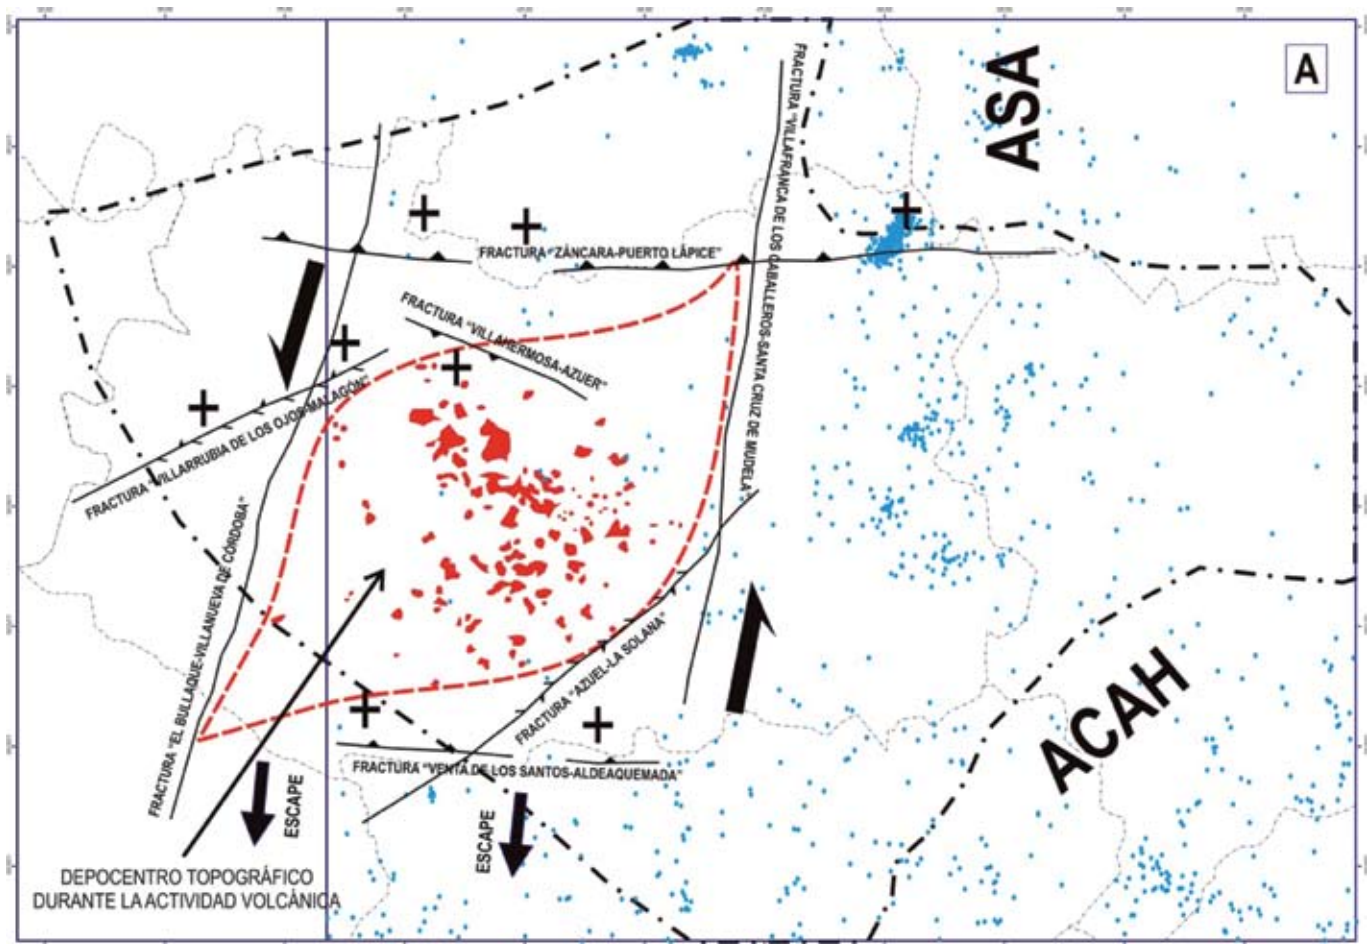 A
ASA
FRACTURA "VILLAFRANCA DE LOS CABALLEROS-SANTA CRUZ DE MUDELA"
FRACTURA "ZÁNCARA-PUERTO LÁPICE"
FRACTURA "VILLAHERMOSA-AZUER"
FRACTURA "VILLARRUBIA DE LOS OJOS-MALAGÓN"
FRACTURA "EL BULLAQUE-VILLANUEVA DE CÓRDOBA"
FRACTURA "AZUEL-LA SOLANA"
ACAH
FRACTURA "VENTA DE LOS SANTOS-ALDEAQUEMADA"
ESCAPE
ESCAPE
DEPOCENTRO TOPOGRÁFICO
DURANTE LA ACTIVIDAD VOLCÁNICA